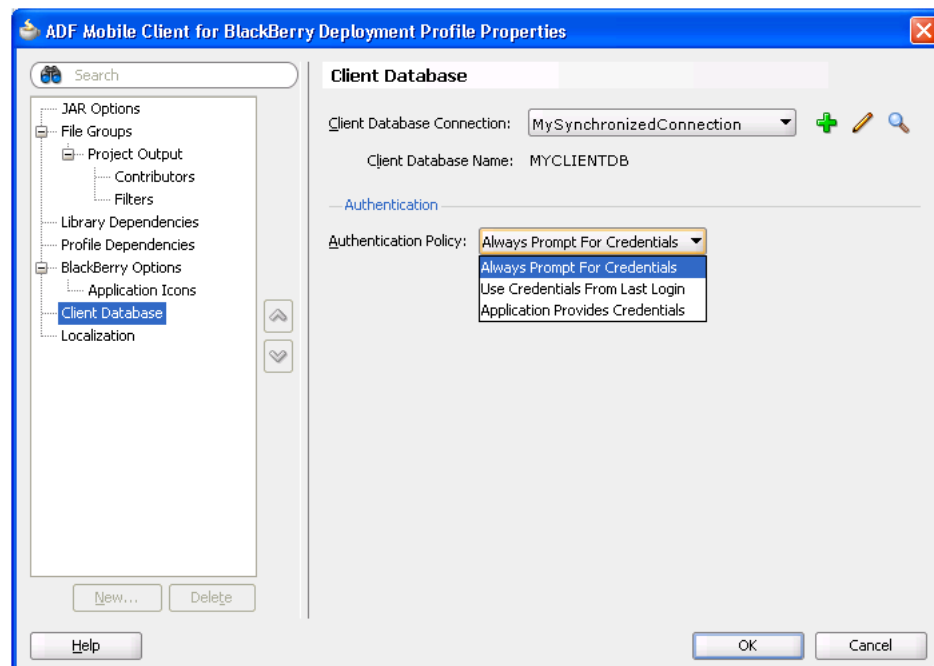 ADF Mobile Client for BlackBerry Deployment Profile Properties
Search
JAR Options
File Groups
Project Output
Contributors
Filters
Library Dependencies
Profile Dependencies
BlackBerry Options
Application Icons
Client Database
Localization
New...
Delete
Client Database
Client Database Connection: MySynchronizedConnection
Client Database Name: MYCLIENTDB
Authentication
Authentication Policy: Always Prompt For Credentials
Always Prompt For Credentials
Use Credentials From Last Login
Application Provides Credentials
Help
OK
Cancel